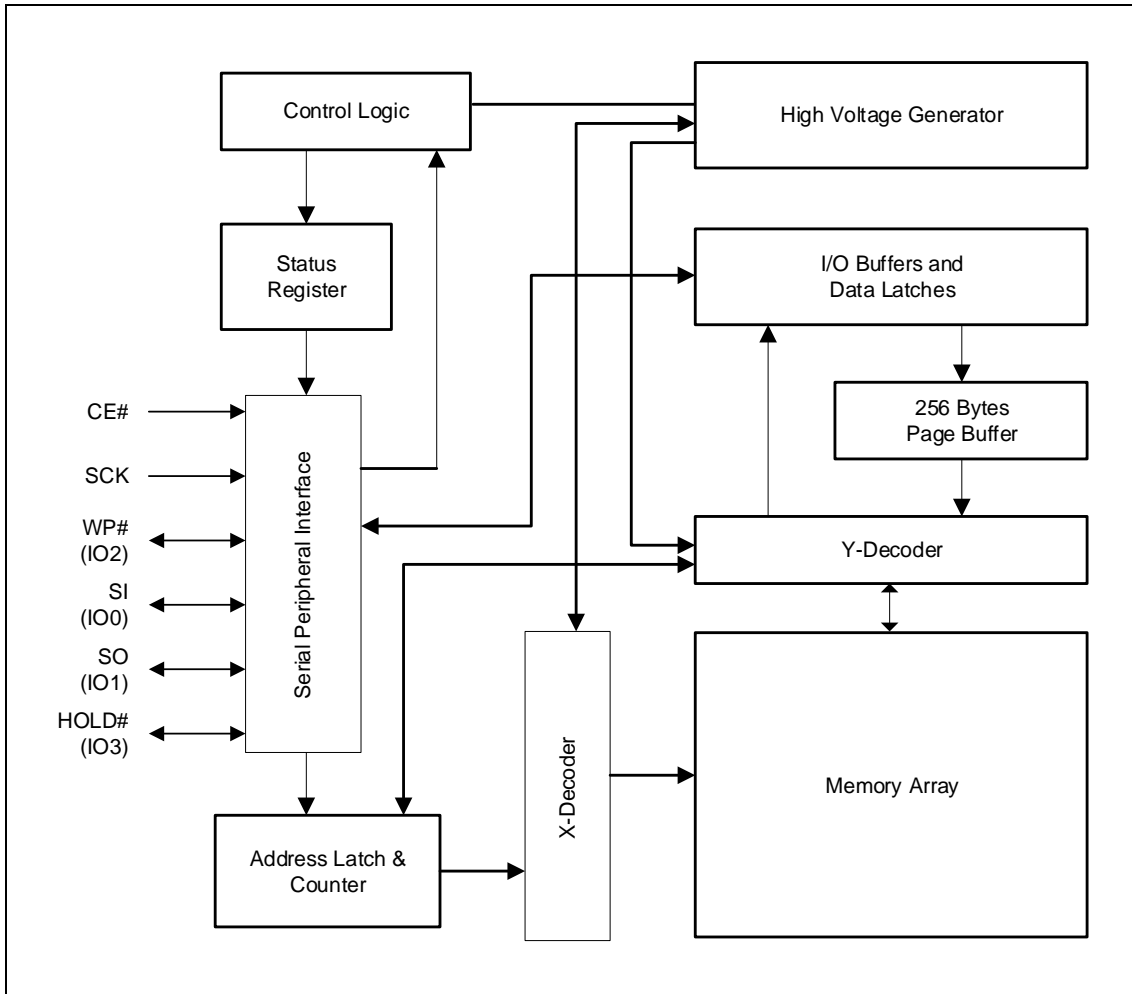 Control Logic
High Voltage Generator
Status
Register
I/O Buffers and
Data Latches
256 Bytes
Page Buffer
CE#
SCK
WP#
(IO2)
SI
(IO0)
SO
(IO1)
HOLD#
(IO3)
Serial Peripheral Interface
Y-Decoder
X-Decoder
Memory Array
Address Latch &
Counter